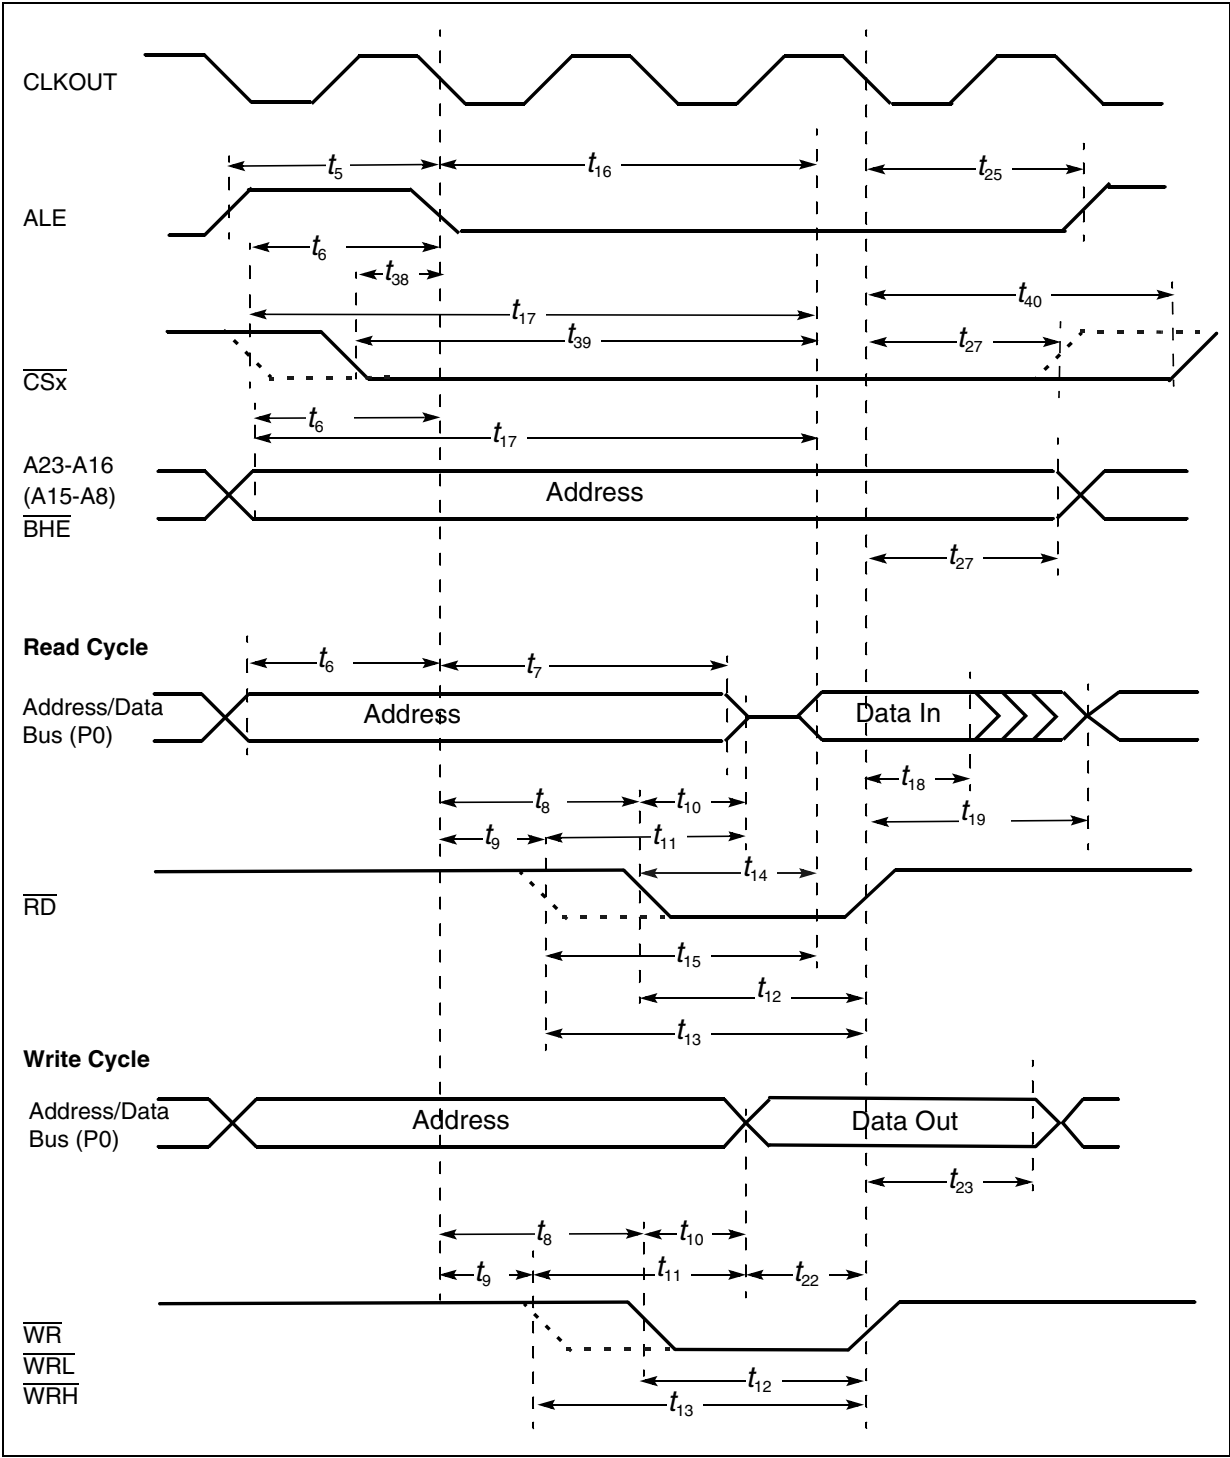 CLKOUT
t5 t16 t25
ALE
t6
t38
t40
t17
t39 t27
CSx
t6
t17
A23-A16
(A15-A8)
BHE
Address
t27
Read Cycle
t6 t7
Address/Data
Bus (P0)
Address Data In
t18
t8 t10
t19
t9 t11
t14
RD
t15
t12
t13
Write Cycle
Address/Data
Bus (P0)
Address Data Out
t23
t8 t10
t9 t11 t22
WR
WRL
WRH
t12
t13